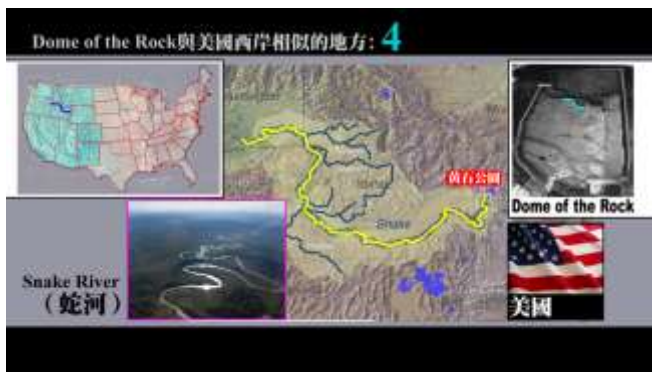 Dome of the Rock與美國西岸相似的地方: 4
黃石公園
Snake
Dome of the Rock
Snake River
（蛇河）
美國